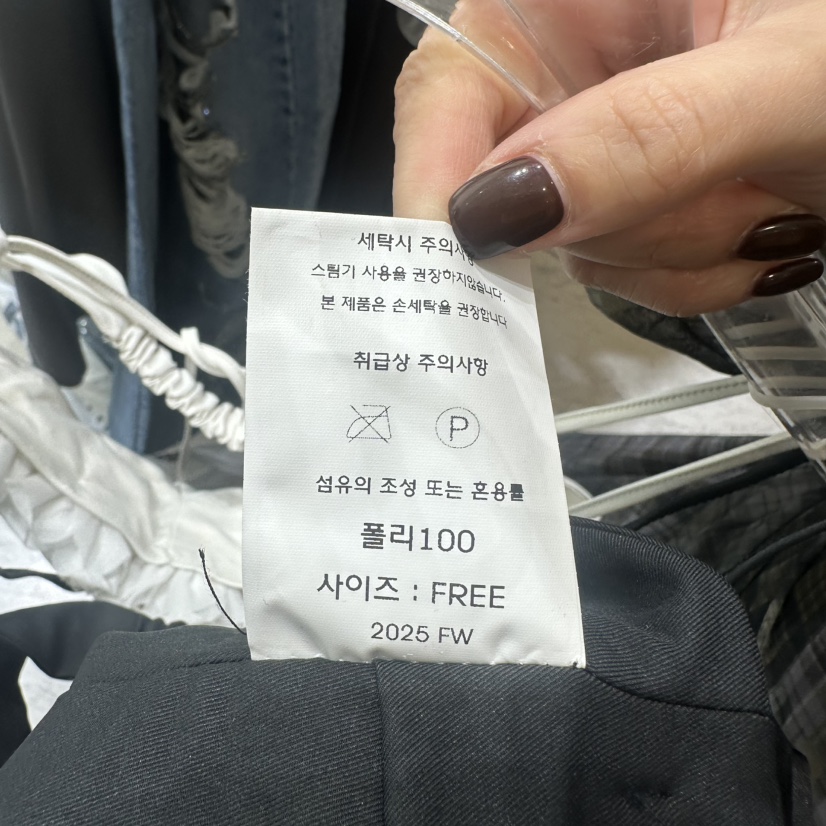 세탁시 주의사항
스팀기 사용을 권장하지않습니다.
본 제품은 손세탁을 권장합니다
취급상 주의사항
P
섬유의 조성 또는 혼용률
폴리100
사이즈 : FREE
2025 FW